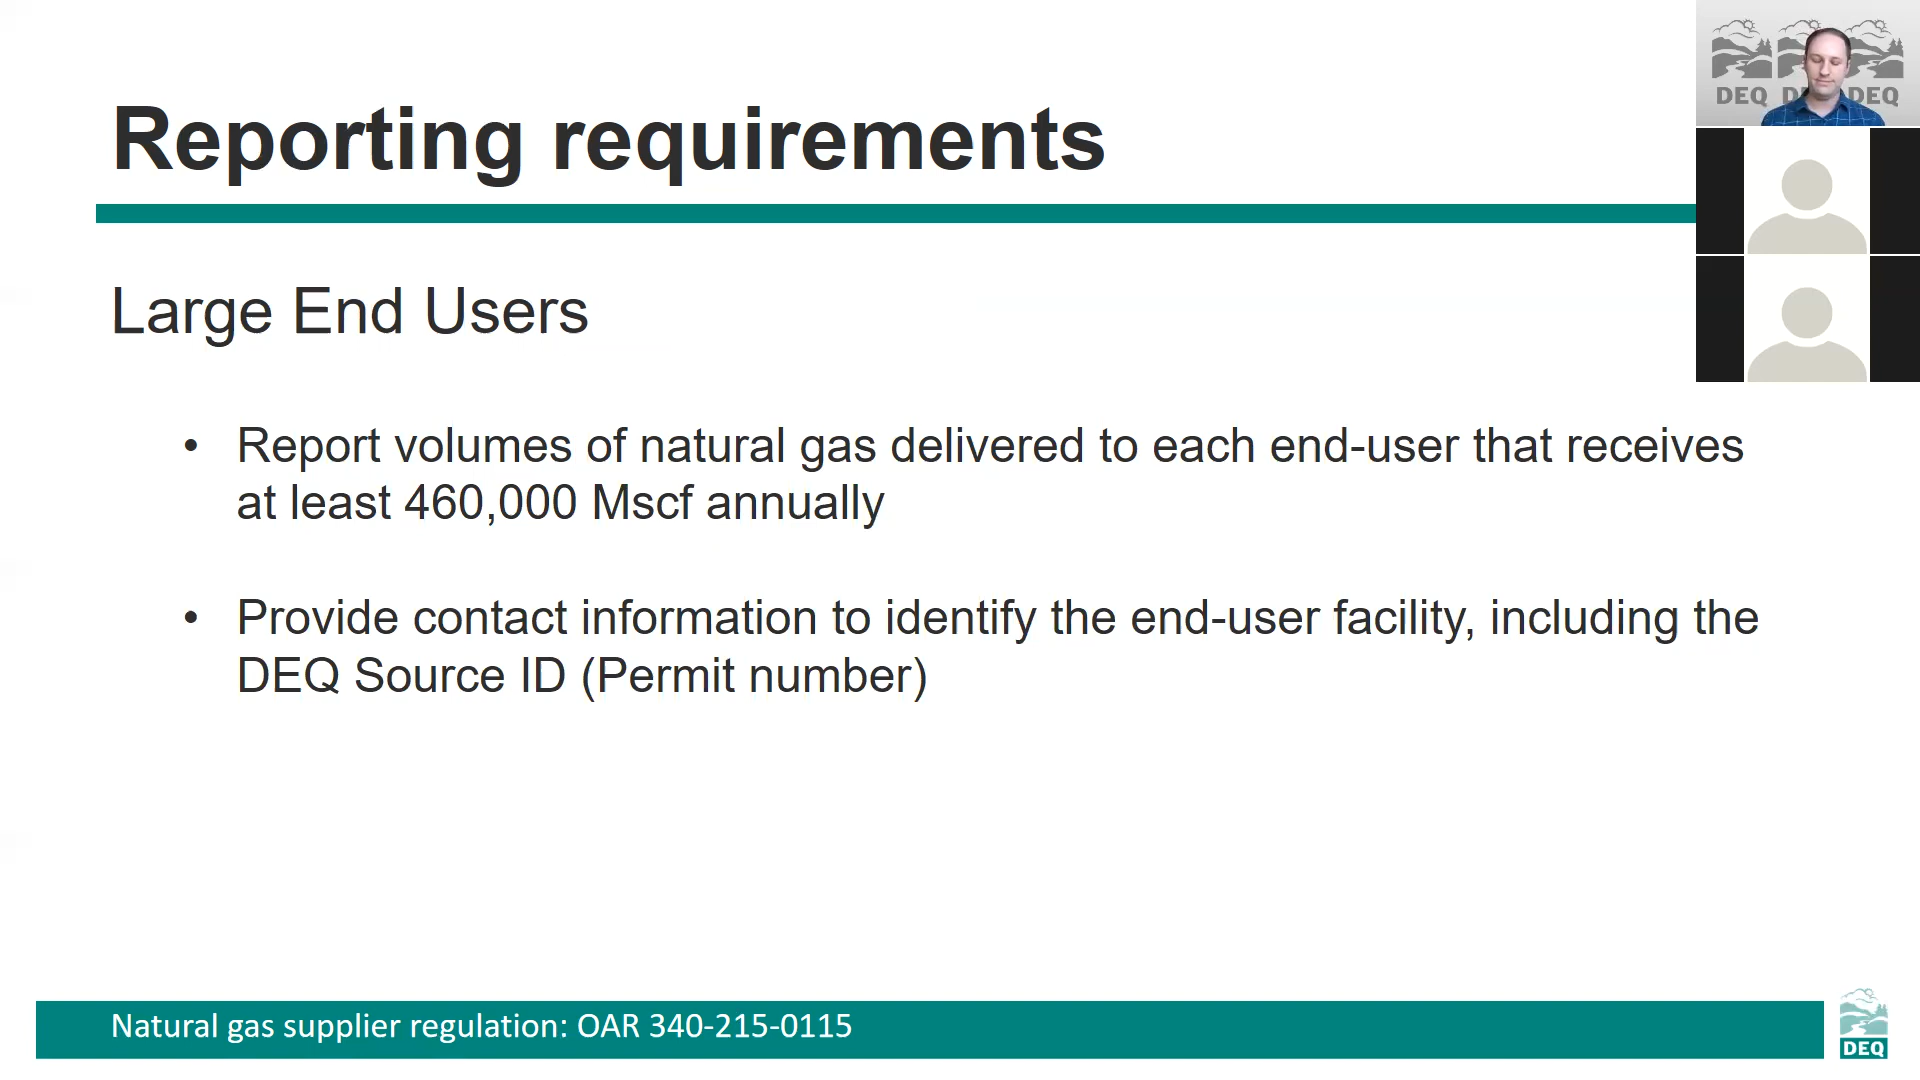 Reporting requirements
Large End Users
• Report volumes of natural gas delivered to each end-user that receives
at least 460,000 Mscf annually
• Provide contact information to identify the end-user facility, including the
DEQ Source ID (Permit number)
Natural gas supplier regulation: OAR 340-215-0115
DEQ
DEQ D DEQ